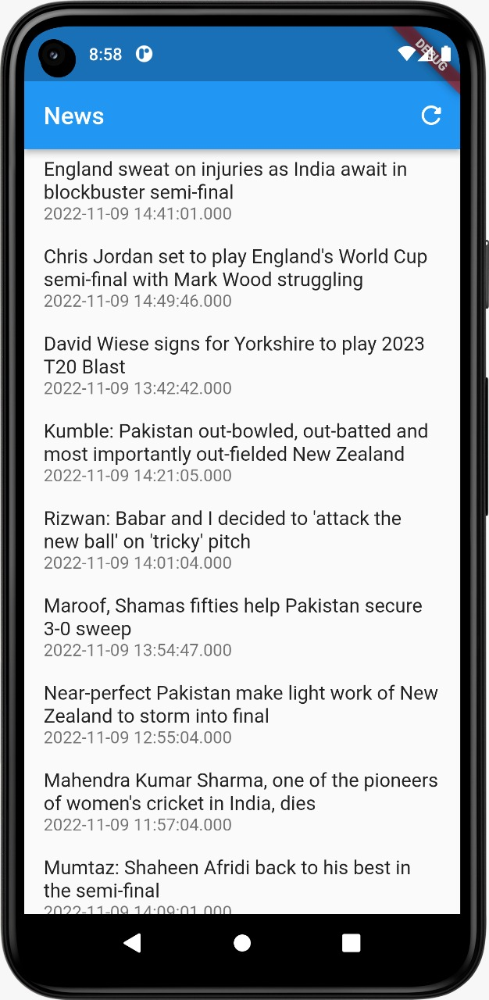 8:58
DEBUG
News
England sweat on injuries as India await in
blockbuster semi-final
2022-11-09 14:41:01.000
Chris Jordan set to play England's World Cup
semi-final with Mark Wood struggling
2022-11-09 14:49:46.000
David Wiese signs for Yorkshire to play 2023
T20 Blast
2022-11-09 13:42:42.000
Kumble: Pakistan out-bowled, out-batted and
most importantly out-fielded New Zealand
2022-11-09 14:21:05.000
Rizwan: Babar and I decided to 'attack the
new ball' on 'tricky' pitch
2022-11-09 14:01:04.000
Maroof, Shamas fifties help Pakistan secure
3-0 sweep
2022-11-09 13:54:47.000
Near-perfect Pakistan make light work of New
Zealand to storm into final
2022-11-09 12:55:04.000
Mahendra Kumar Sharma, one of the pioneers
of women's cricket in India, dies
2022-11-09 11:57:04.000
Mumtaz: Shaheen Afridi back to his best in
the semi-final
2022-11-09 14:09:01.000